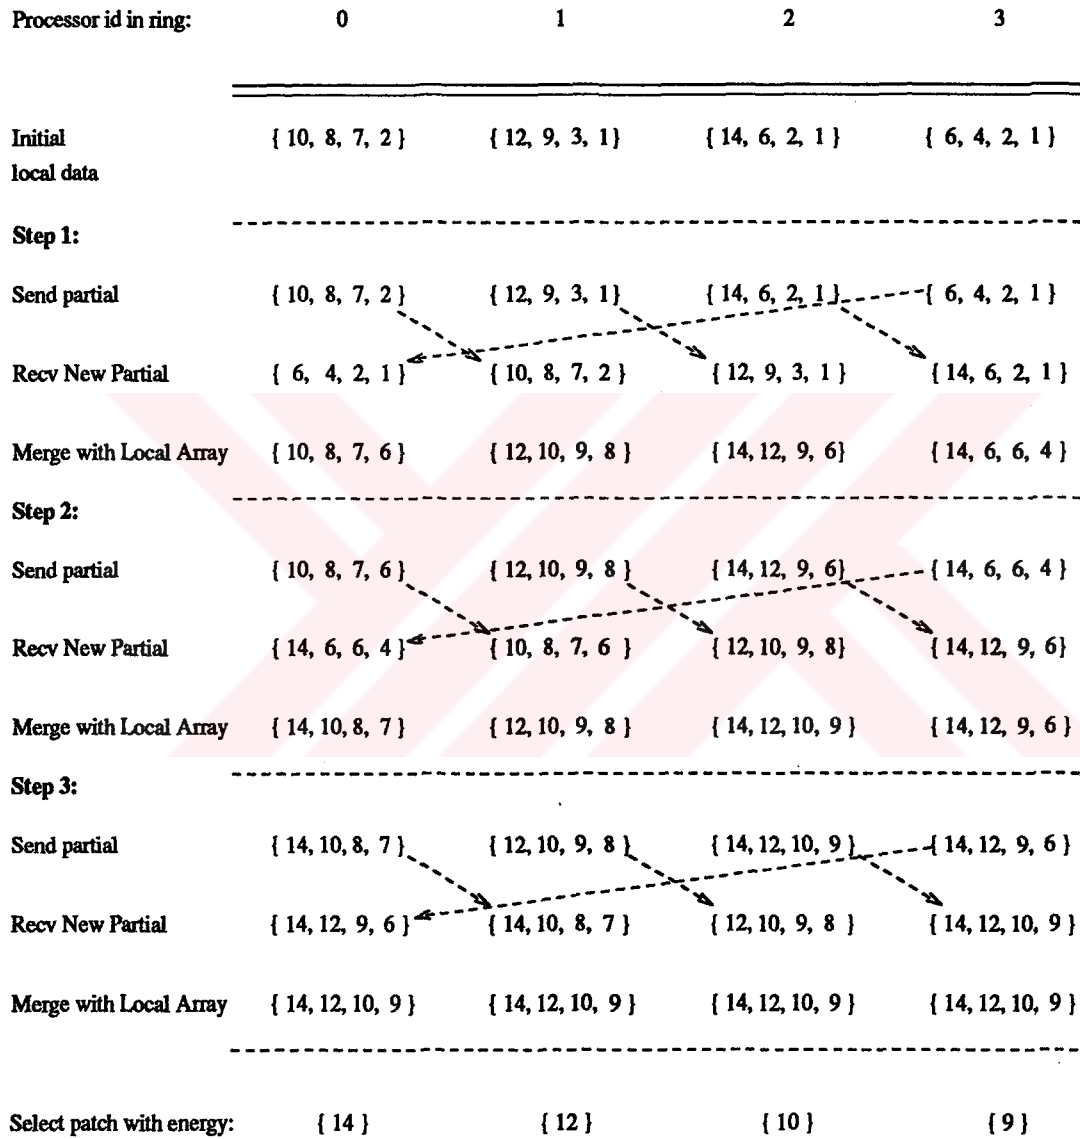 Processor id in ring: 0 1 2 3
Initial { 10, 8, 7, 2 } { 12, 9, 3, 1} { 14, 6, 2, 1 } { 6, 4, 2, 1 }
local data
Step 1:
Send partial { 10, 8, 7, 2 } { 12, 9, 3, 1} { 14, 6, 2, 1 } { 6, 4, 2, 1 }
Recv New Partial { 6, 4, 2, 1 } { 10, 8, 7, 2 } { 12, 9, 3, 1 } { 14, 6, 2, 1 }
Merge with Local Array { 10, 8, 7, 6 } { 12, 10, 9, 8 } { 14, 12, 9, 6} { 14, 6, 6, 4 }
Step 2:
Send partial { 10, 8, 7, 6 } { 12, 10, 9, 8 } { 14, 12, 9, 6} { 14, 6, 6, 4 }
Recv New Partial { 14, 6, 6, 4 } { 10, 8, 7, 6 } { 12, 10, 9, 8} { 14, 12, 9, 6}
Merge with Local Array { 14, 10, 8, 7 } { 12, 10, 9, 8 } { 14, 12, 10, 9 } { 14, 12, 9, 6 }
Step 3:
Send partial { 14, 10, 8, 7 } { 12, 10, 9, 8 } { 14, 12, 10, 9 } { 14, 12, 9, 6 }
Recv New Partial { 14, 12, 9, 6 } { 14, 10, 8, 7 } { 12, 10, 9, 8 } { 14, 12, 10, 9 }
Merge with Local Array { 14, 12, 10, 9 } { 14, 12, 10, 9 } { 14, 12, 10, 9 } { 14, 12, 10, 9 }
Select patch with energy: { 14 } { 12 } { 10 } { 9 }